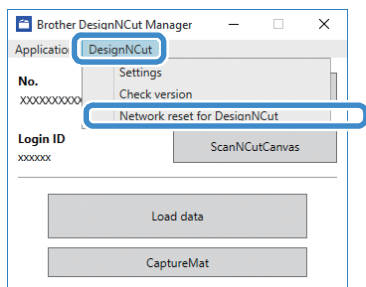 Brother DesignNCut Manager
Application DesignNCut
Settings
Check version
Network reset for DesignNCut
No.
XXXXXXXXXX
Login ID
xxxxxx
ScanNCutCanvas
Load data
CaptureMat